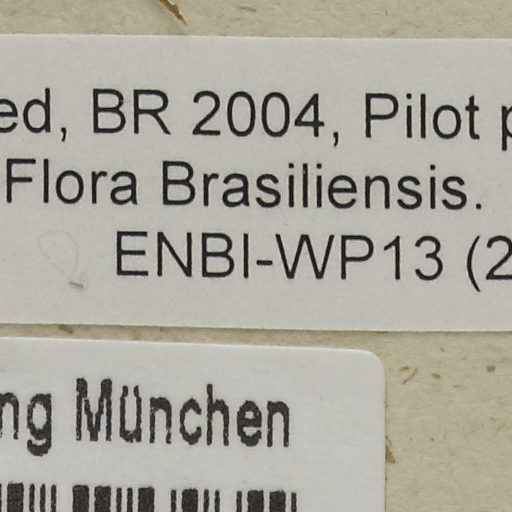 ed, BR 2004, Pilot p
Flora Brasiliensis.
ENBI-WP13 (2
ng München